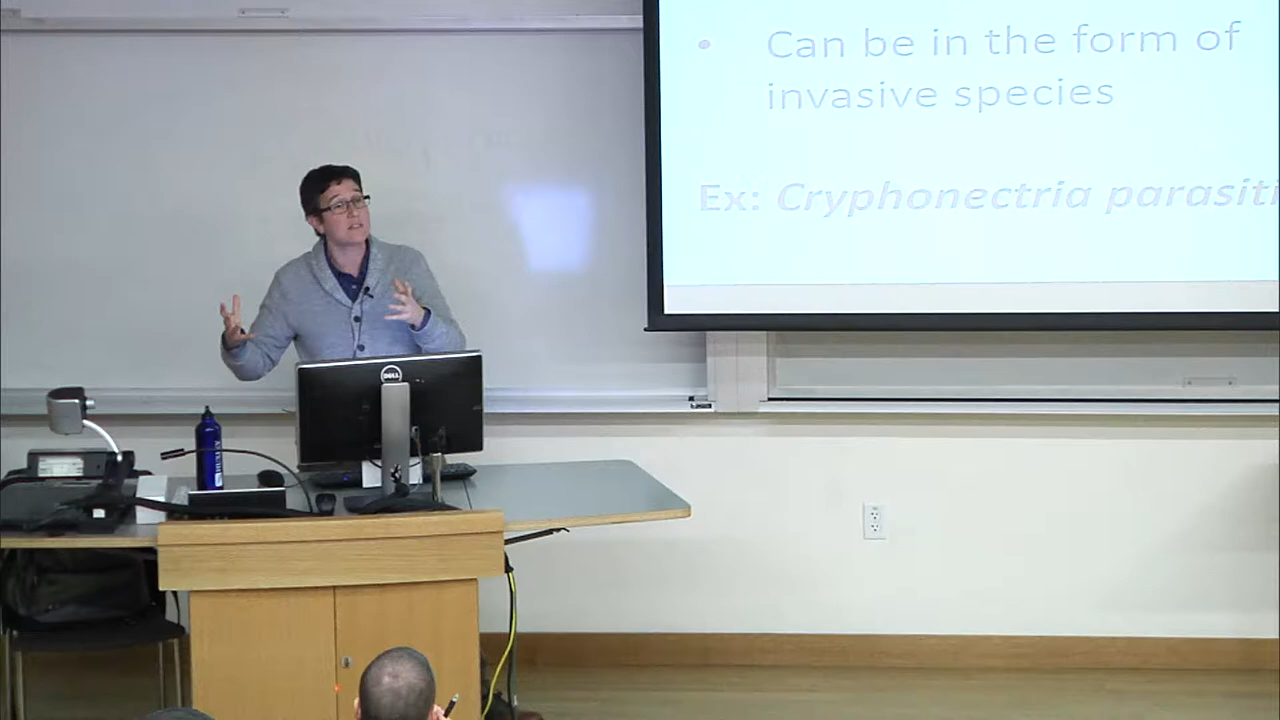 • Can be in the form of
invasive species
Ex: Cryphonectria parasiti
DELL